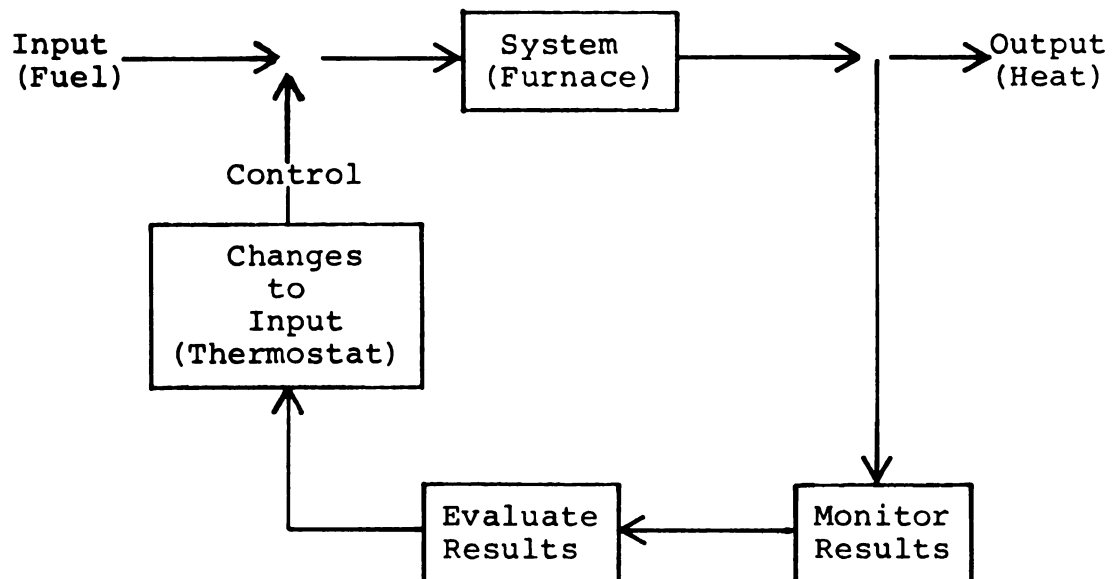 Input
(Fuel)
System
(Furnace)
Output
(Heat)
Control
Changes
to
Input
(Thermostat)
Evaluate
Results
Monitor
Results